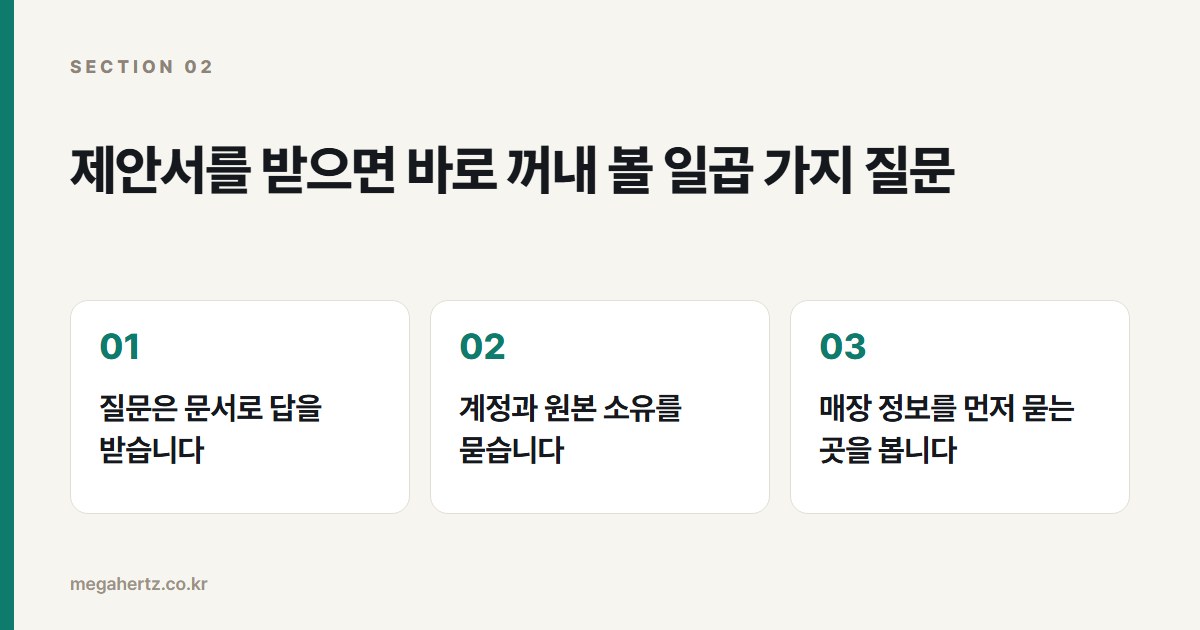 SECTION 02
제안서를 받으면 바로 꺼내 볼 일곱 가지 질문
01
질문은 문서로 답을
받습니다
02
계정과 원본 소유를
묻습니다
03
매장 정보를 먼저 묻는
곳을 봅니다
megahertz.co.kr